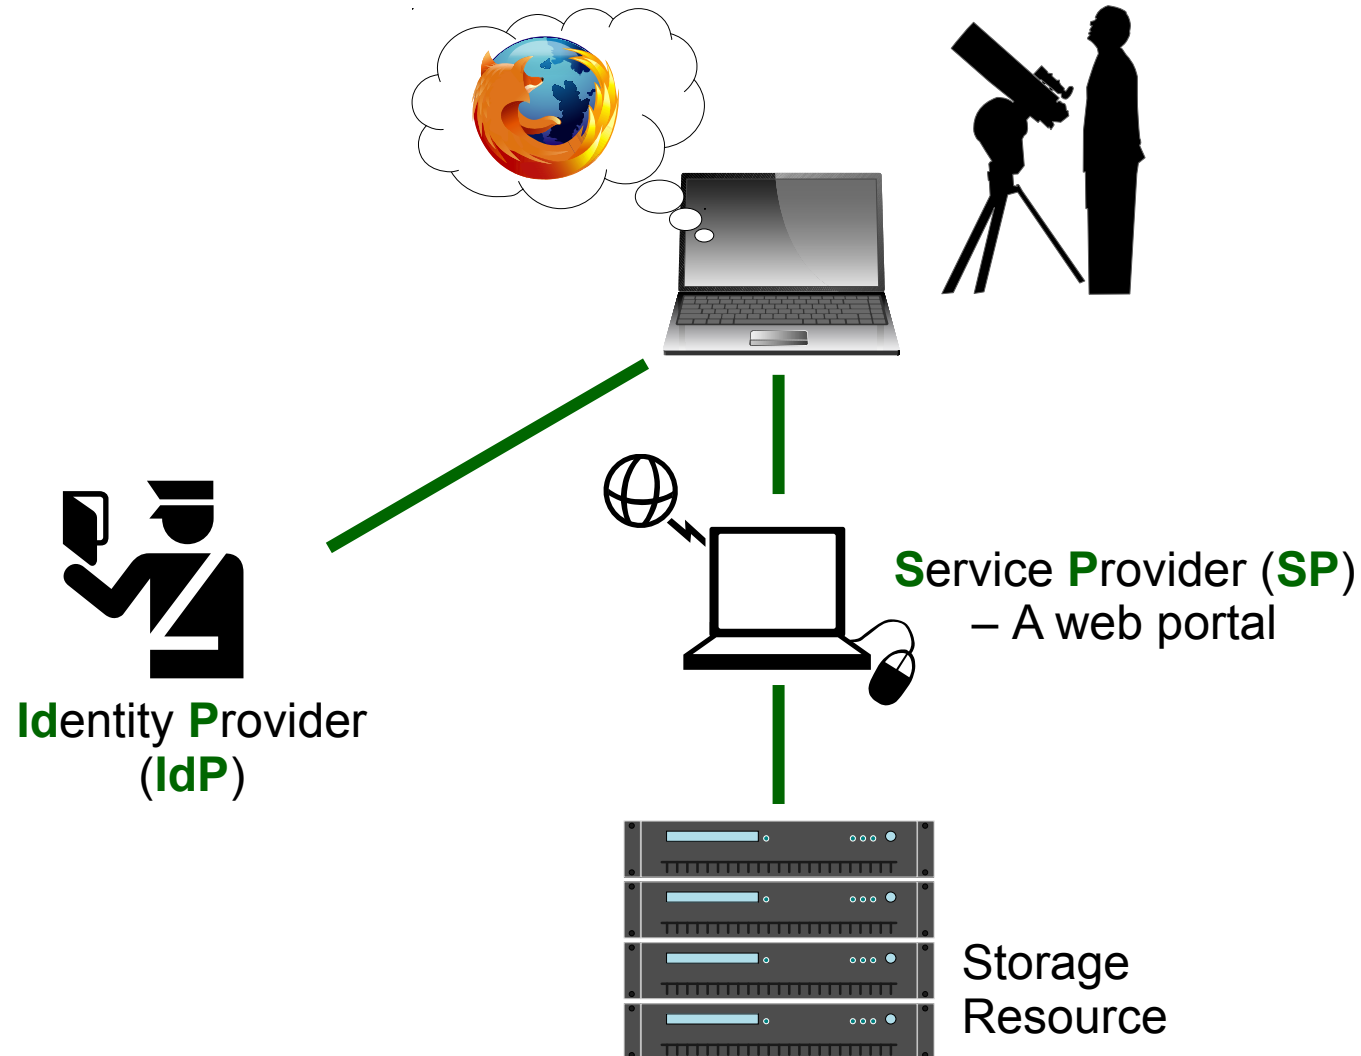 Service Provider (SP)
– A web portal
Identity Provider
(IdP)
Storage
Resource